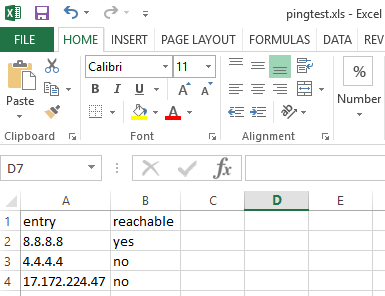 pingtest.xls - Excel
FILE HOME INSERT PAGE LAYOUT FORMULAS DATA REV
Paste
Calibri 11
B I U
Number
Clipboard Font Alignment
D7 fx
A B C D E
1 entry reachable
2 8.8.8.8 yes
3 4.4.4.4 no
4 17.172.224.47 no